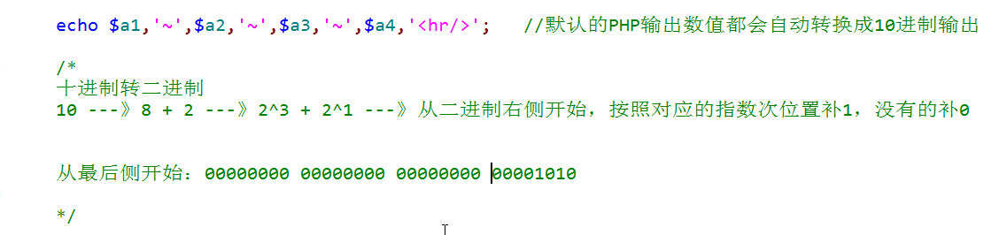 echo $a1,'~',$a2,'~',$a3,'~',$a4,'<hr/>';   //默认的PHP输出数值都会自动转换成10进制输出
/*
十进制转二进制
10 ---》8 + 2 ---》2^3 + 2^1 ---》从二进制右侧开始，按照对应的指数次位置补1，没有的补0
从最后侧开始：00000000 00000000 00000000 00001010
*/